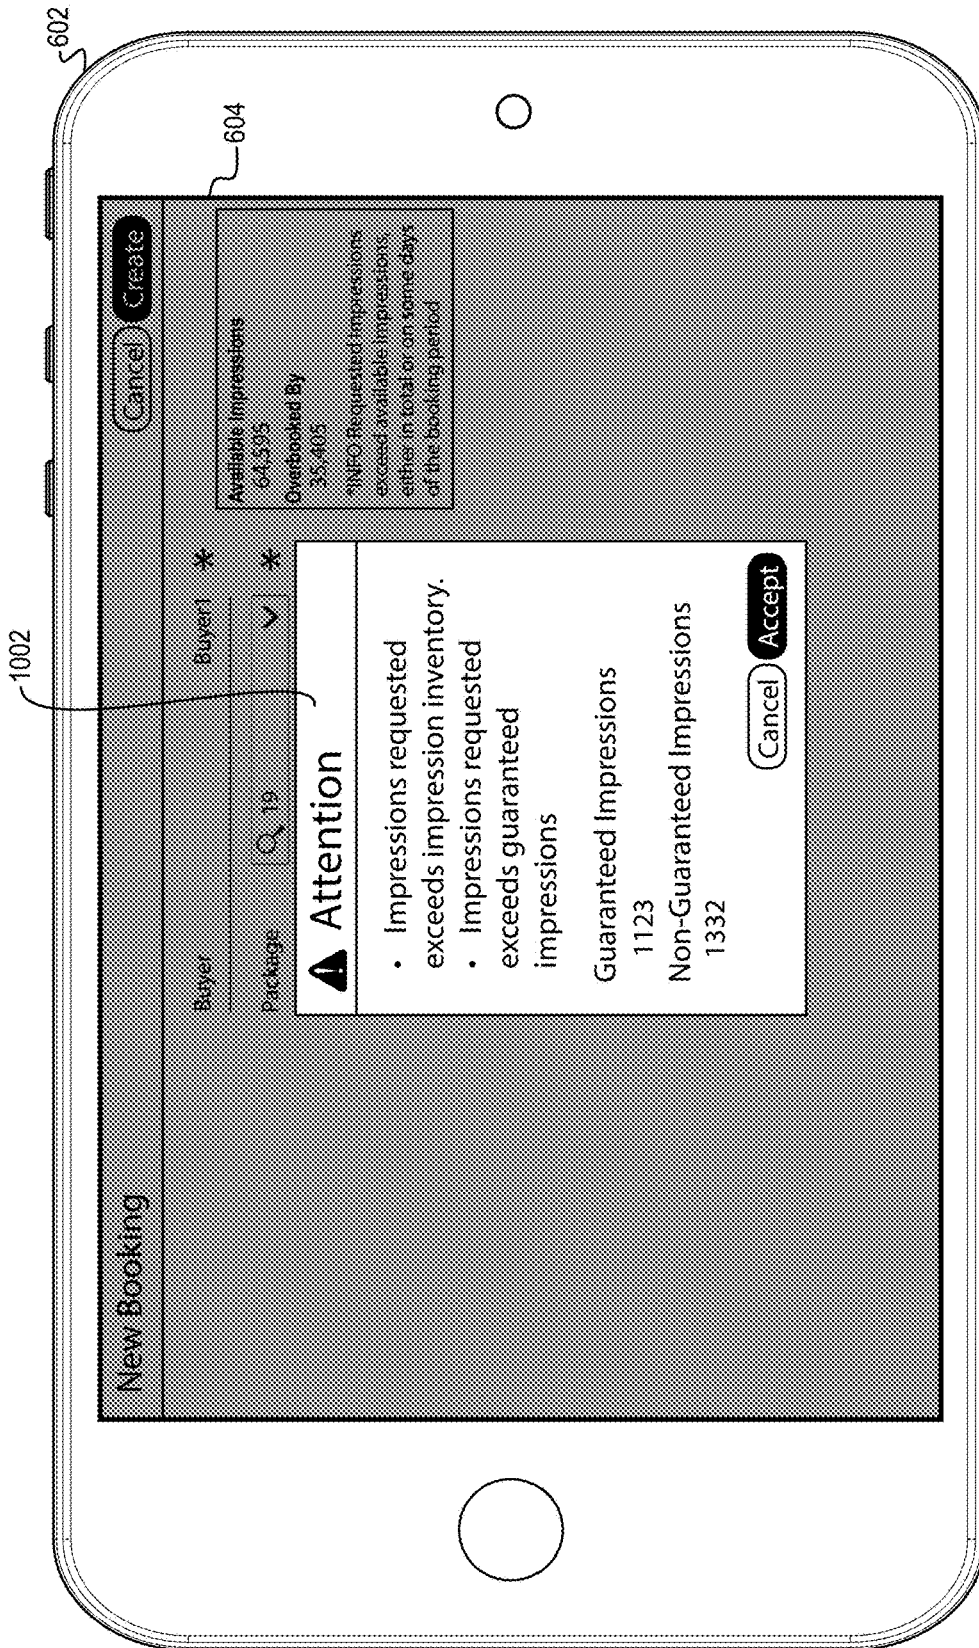 602
604
1002
New Booking
Cancel
Create
Buyer
Buyer1 *
Package
19
*
Available Impressions
64,595
Overbooked By
35,405
*INFO Requested impressions
exceed available impressions,
either in total or on some days
of the booking period
Attention
• Impressions requested
exceeds impression inventory.
• Impressions requested
exceeds guaranteed
impressions
Guaranteed Impressions
1123
Non-Guaranteed Impressions
1332
Cancel
Accept